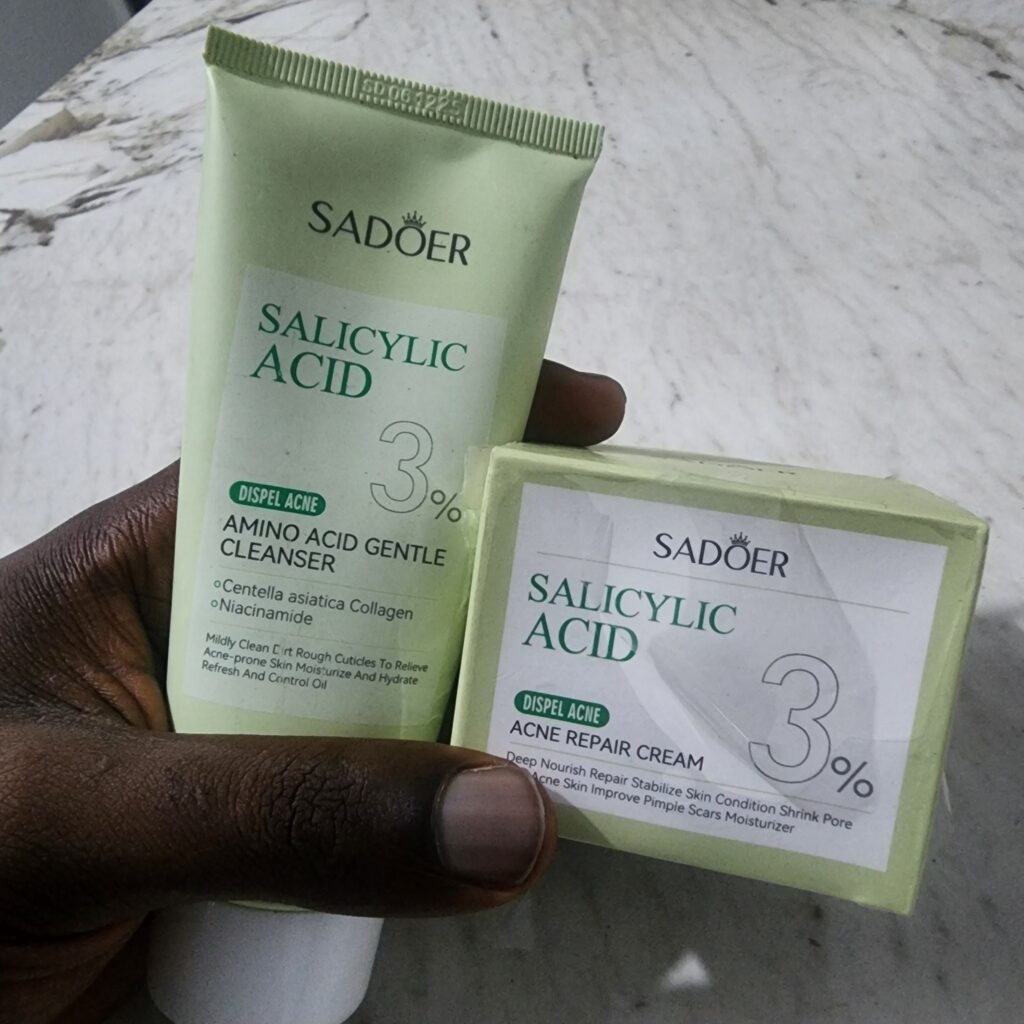 SADOER
SALICYLIC
ACID
3%
DISPEL ACNE
AMINO ACID GENTLE
CLEANSER
Centella asiatica Collagen
Niacinamide
Mildly Clean Dirt Rough Cuticles To Relieve
Acne-prone Skin Moisturize And Hydrate
Refresh And Control Oil
SADOER
SALICYLIC
ACID
3%
DISPEL ACNE
ACNE REPAIR CREAM
Deep Nourish Repair Stabilize Skin Condition Shrink Pore
Acne Skin Improve Pimple Scars Moisturizer